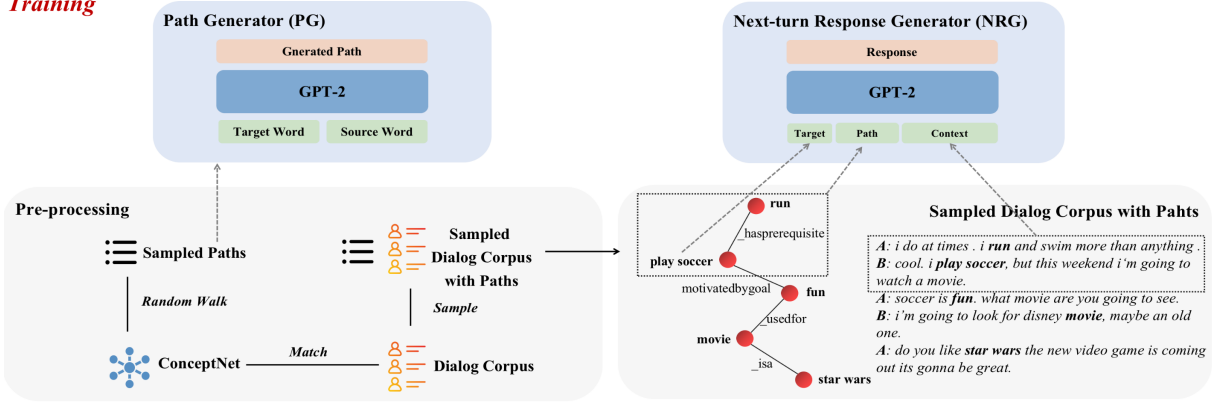 Training
Path Generator (PG)
Gnerated Path
GPT-2
Target Word
Source Word
Next-turn Response Generator (NRG)
Response
GPT-2
Target
Path
Context
Pre-processing
Sampled Paths
Random Walk
ConceptNet
Match
Sampled
Dialog Corpus
with Paths
Sample
Dialog Corpus
run
_hasprerequisite
play soccer
motivatedbygoal
fun
_usedfor
movie
_isa
star wars
Sampled Dialog Corpus with Pahts
A: i do at times . i run and swim more than anything .
B: cool. i play soccer, but this weekend i'm going to
watch a movie.
A: soccer is fun. what movie are you going to see.
B: i'm going to look for disney movie, maybe an old
one.
A: do you like star wars the new video game is coming
out its gonna be great.